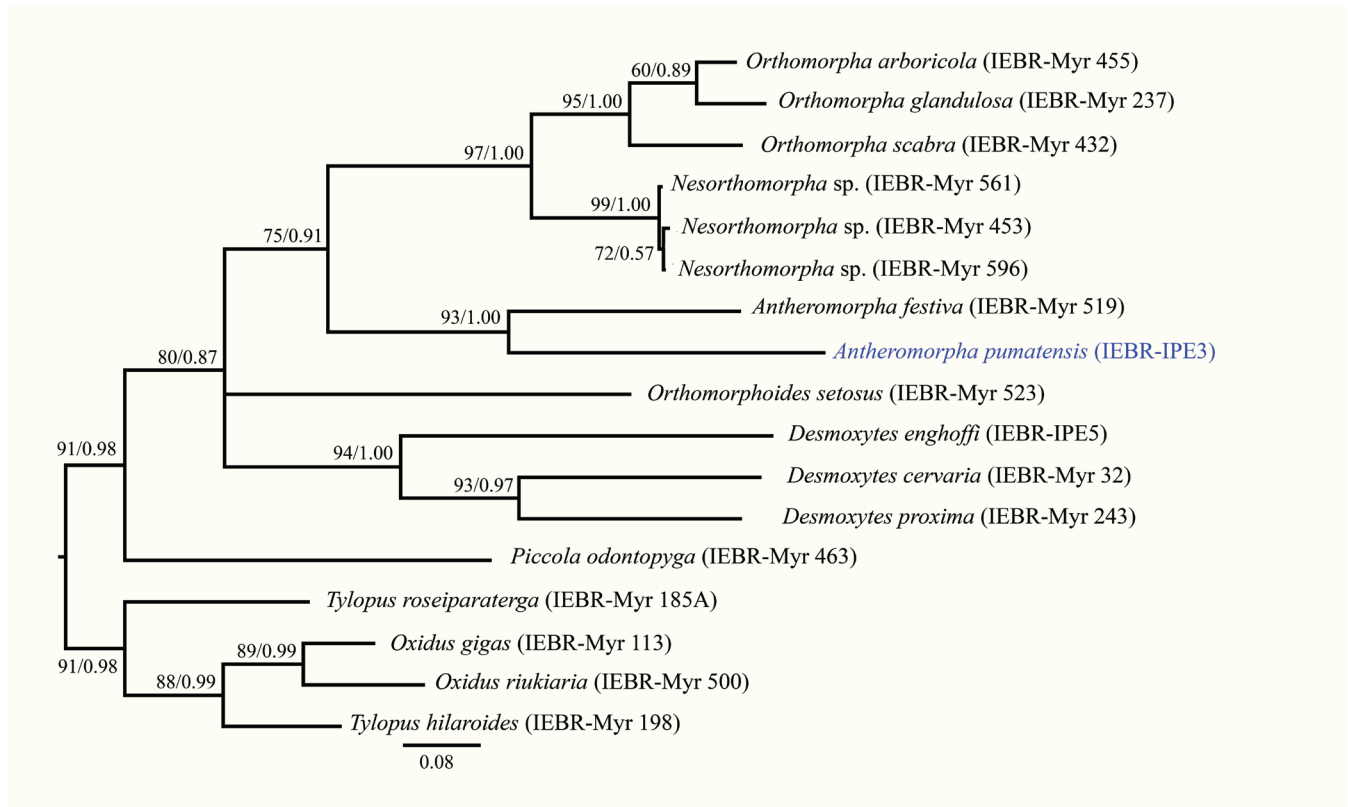 Orthomorpha arboricola (IEBR-Myr 455)
60/0.89
Orthomorpha glandulosa (IEBR-Myr 237)
95/1.00
Orthomorpha scabra (IEBR-Myr 432)
97/1.00
Nesorthomorpha sp. (IEBR-Myr 561)
99/1.00
Nesorthomorpha sp. (IEBR-Myr 453)
75/0.91
72/0.57
Nesorthomorpha sp. (IEBR-Myr 596)
Antheromorpha festiva (IEBR-Myr 519)
93/1.00
Antheromorpha pumatensis (IEBR-IPE3)
80/0.87
Orthomorphoides setosus (IEBR-Myr 523)
Desmoxytes enghoffi (IEBR-IPE5)
91/0.98
94/1.00
Desmoxytes cervaria (IEBR-Myr 32)
93/0.97
Desmoxytes proxima (IEBR-Myr 243)
Piccola odontopyga (IEBR-Myr 463)
Tylopus roseiparaterga (IEBR-Myr 185A)
Oxidus gigas (IEBR-Myr 113)
89/0.99
91/0.98
88/0.99
Oxidus riukiaria (IEBR-Myr 500)
Tylopus hilaroides (IEBR-Myr 198)
0.08